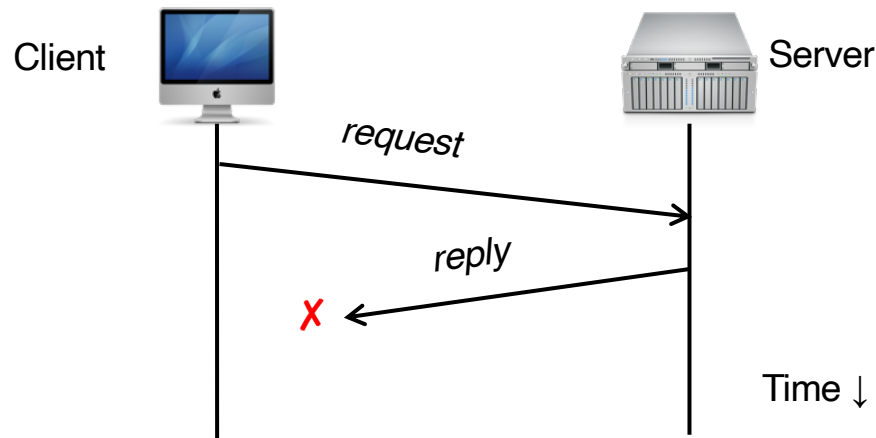 Client
Server
request
reply
✗
Time ↓